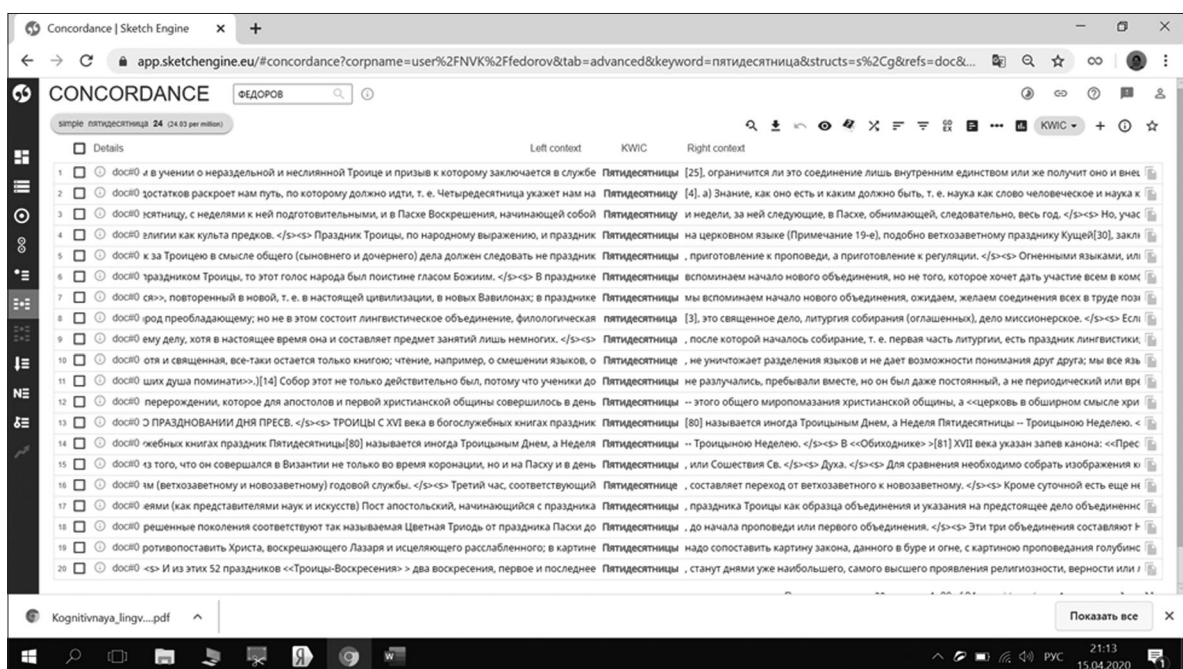 Concordance | Sketch Engine
app.sketchengine.eu/#concordance?corpname=user%2FNVK%2Ffedorov&tab=advanced&keyword=пятидесятница&structs=s%2Cg&refs=doc&...
CONCORDANCE ФЕДОРОВ
simple пятидесятница 24 (24.03 per million)
KWIC
Details Left context KWIC Right context
1 doc#0 и в учении о нераздельной и неслиянной Троице и призыв к которому заключается в службе Пятидесятницы [25], ограничится ли это соединение лишь внутренним единством или же получит оно и
2 doc#0 достатков раскроет нам путь, по которому должно идти, т. е. Четыредесятница укажет нам на Пятидесятницу [4]. а) Знание, как оно есть и каким должно быть, т. е. наука как слово человеческое и наука к
3 doc#0 есятницу, с неделями к ней подготовительными, и в Пасхе Воскрешения, начинающей собой Пятидесятницу и недели, за ней следующие, в Пасхе, обнимающей, следовательно, весь год. </s><s> Но, учас
4 doc#0 елигии как культа предков. </s><s> Праздник Троицы, по народному выражению, и праздник Пятидесятницы на церковном языке (Примечание 19-е), подобно ветхозаветному празднику Кущей[30], закл
5 doc#0 к за Троицею в смысле общего (сыновнего и дочернего) дела должен следовать не праздник Пятидесятницы , приготовление к проповеди, а приготовление к регуляции. </s><s> Огненными языками, или
6 doc#0 праздником Троицы, то этот голос народа был поистине гласом Божиим. </s><s> В празднике Пятидесятницы вспоминаем начало нового объединения, но не того, которое хочет дать участие всем в ком
7 doc#0 ся>>, повторенный в новой, т. е. в настоящей цивилизации, в новых Вавилонах; в празднике Пятидесятницы мы вспоминаем начало нового объединения, ожидаем, желаем соединения всех в труде поз
8 doc#0 род преобладающему; но не в этом состоит лингвистическое объединение, филологическая пятидесятница [3], это священное дело, литургия собирания (оглашенных), дело миссионерское. </s><s> Если
9 doc#0 ему делу, хотя в настоящее время она и составляет предмет занятий лишь немногих. </s><s> Пятидесятница , после которой началось собирание, т. е. первая часть литургии, есть праздник лингвистики,
10 doc#0 отя и священная, все-таки остается только книгою; чтение, например, о смешении языков, о Пятидесятнице , не уничтожает разделения языков и не дает возможности понимания друг друга; мы все язь
11 doc#0 ших душа поминати>>.)[14] Собор этот не только действительно был, потому что ученики до Пятидесятницы не разлучались, пребывали вместе, но он был даже постоянный, а не периодический или вре
12 doc#0 перерождении, которое для апостолов и первой христианской общины совершилось в день Пятидесятницы -- этого общего миропомазания христианской общины, а <<церковь в обширном смысле хри
13 doc#0 О ПРАЗДНОВАНИИ ДНЯ ПРЕСВ. </s><s> ТРОИЦЫ С XVI века в богослужебных книгах праздник Пятидесятницы [80] называется иногда Троицыным Днем, а Неделя Пятидесятницы -- Троицыною Неделею. <
14 doc#0 жебных книгах праздник Пятидесятницы[80] называется иногда Троицыным Днем, а Неделя Пятидесятницы -- Троицыною Неделею. </s><s> В <<Обиходнике> >[81] XVII века указан запев канона: <<Прес
15 doc#0 из того, что он совершался в Византии не только во время коронации, но и на Пасху и в день Пятидесятницы , или Сошествия Св. </s><s> Духа. </s><s> Для сравнения необходимо собрать изображения к
16 doc#0 ым (ветхозаветному и новозаветному) годовой службы. </s><s> Третий час, соответствующий Пятидесятнице , составляет переход от ветхозаветного к новозаветному. </s><s> Кроме суточной есть еще не
17 doc#0 еями (как представителями наук и искусств) Пост апостольский, начинающийся с праздника Пятидесятницы , праздника Троицы как образца объединения и указания на предстоящее дело объединеннс
18 doc#0 решенные поколения соответствуют так называемая Цветная Триодь от праздника Пасхи до Пятидесятницы , до начала проповеди или первого объединения. </s><s> Эти три объединения составляют
19 doc#0 ротивопоставить Христа, воскрешающего Лазаря и исцеляющего расслабленного; в картине Пятидесятницы надо сопоставить картину закона, данного в буре и огне, с картиною проповедания голубинс
20 doc#0 <s> И из этих 52 праздников <<Троицы-Воскресения> > два воскресения, первое и последнее Пятидесятницы , станут днями уже наибольшего, самого высшего проявления религиозности, верности или
Kognitivnaya_lingv....pdf
Показать все
РУС 21:13
15.04.2020